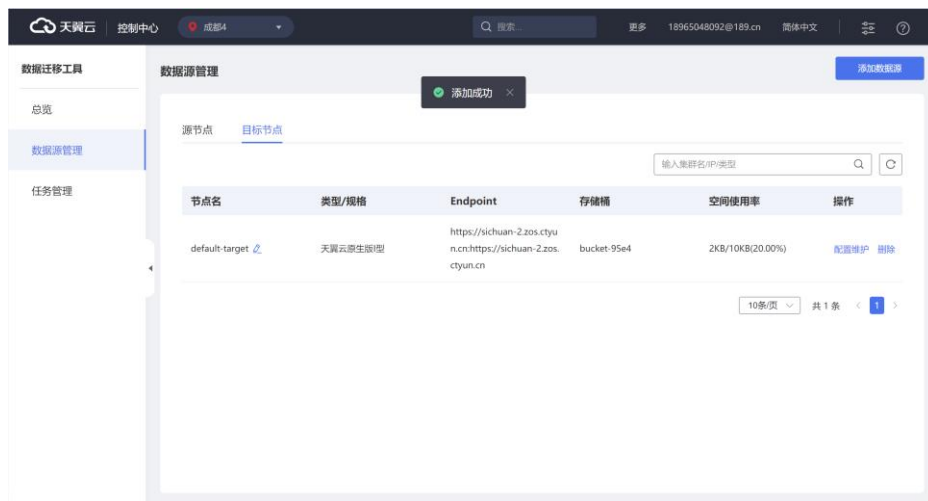 天翼云 控制中心 成都4 搜索... 更多 18965048092@189.cn 简体中文
数据迁移工具
数据源管理
添加数据源
添加成功
总览
源节点 目标节点
数据源管理
输入集群名/IP/类型
任务管理
节点名 类型/规格 Endpoint 存储桶 空间使用率 操作
default-target 天翼云原生版I型 https://sichuan-2.zos.ctyu bucket-95e4 2KB/10KB(20.00%) 配置维护 删除
n.cn:https://sichuan-2.zos.
ctyun.cn
10条/页 共 1 条 < 1 >